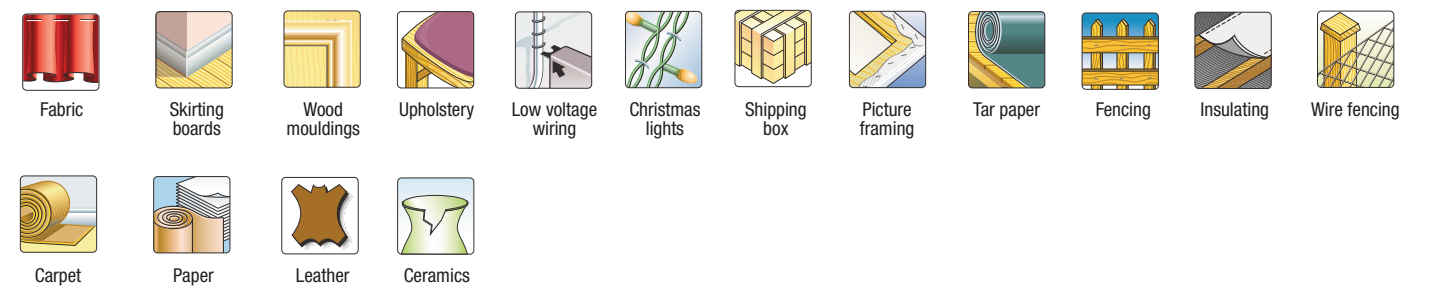 Fabric
Skirting
boards
Wood
mouldings
Upholstery
Low voltage
wiring
Christmas
lights
Shipping
box
Picture
framing
Tar paper
Fencing
Insulating
Wire fencing
Carpet
Paper
Leather
Ceramics